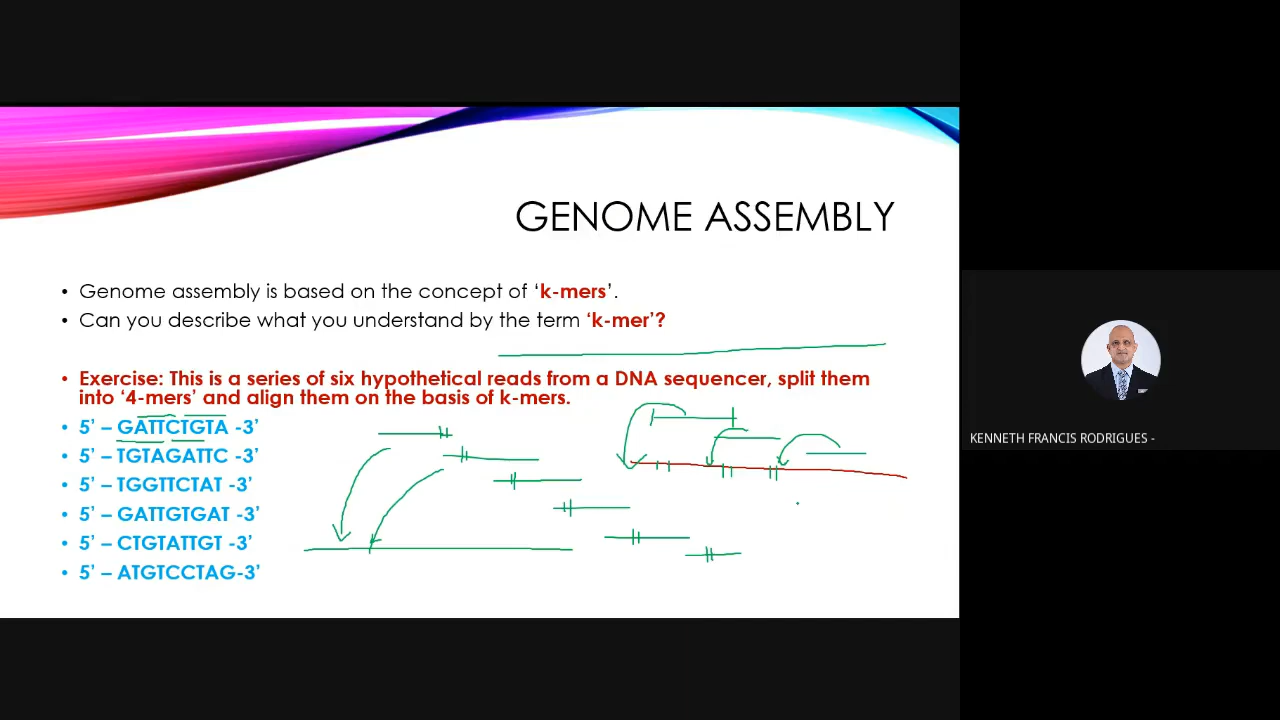 GENOME ASSEMBLY
• Genome assembly is based on the concept of ‘k-mers’.
• Can you describe what you understand by the term ‘k-mer’?
• Exercise: This is a series of six hypothetical reads from a DNA sequencer, split them
into ‘4-mers’ and align them on the basis of k-mers.
• 5’ – GATTCTGTA -3’
• 5’ – TGTAGATTC -3’
• 5’ – TGGTTCTAT -3’
• 5’ – GATTGTGAT -3’
• 5’ – CTGTATTGT -3’
• 5’ – ATGTCCTAG-3’
KENNETH FRANCIS RODRIGUES -